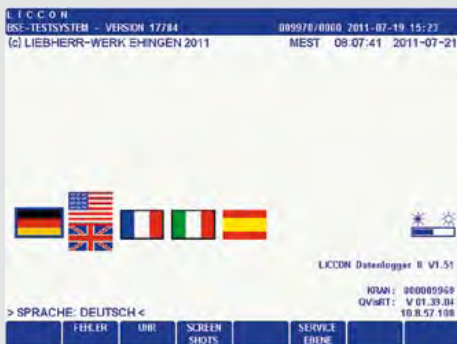 LICCON
BSE-TESTSYSTEM - VERSION 17784 009970/0000 2011-07-19 15:23
(c) LIEBHERR-WERK EHINGEN 2011 MEST 08:07:41 2011-07-21
LICCON Datenlogger II V1.51
KRAN: 000009969
QVisRT: V 01.33.04
10.8.57.108
> SPRACHE: DEUTSCH <
FEHLER UHR SCREEN SHOTS SERVICE EBENE